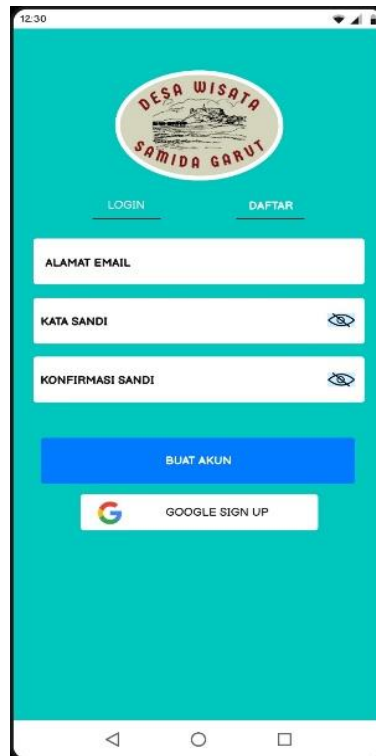 12:30
DESA WISATA
SAMIDA GARUT
LOGIN
DAFTAR
ALAMAT EMAIL
KATA SANDI
KONFIRMASI SANDI
BUAT AKUN
GOOGLE SIGN UP